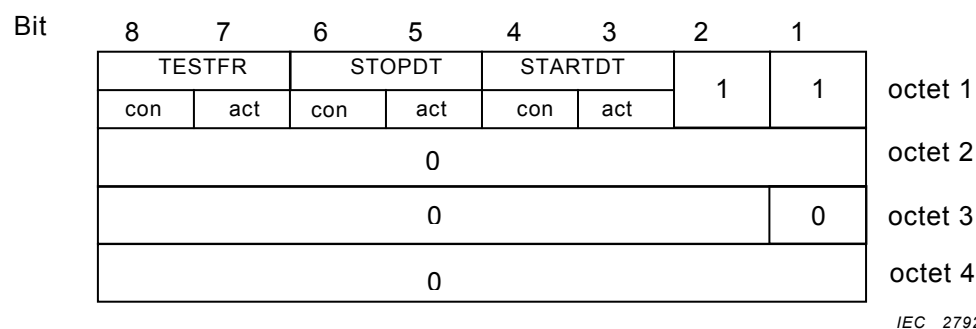 Bit 8 7 6 5 4 3 2 1
TESTFR STOPDT STARTDT 1 1 octet 1
con act con act con act
0 octet 2
0 0 octet 3
0 octet 4
IEC 2792